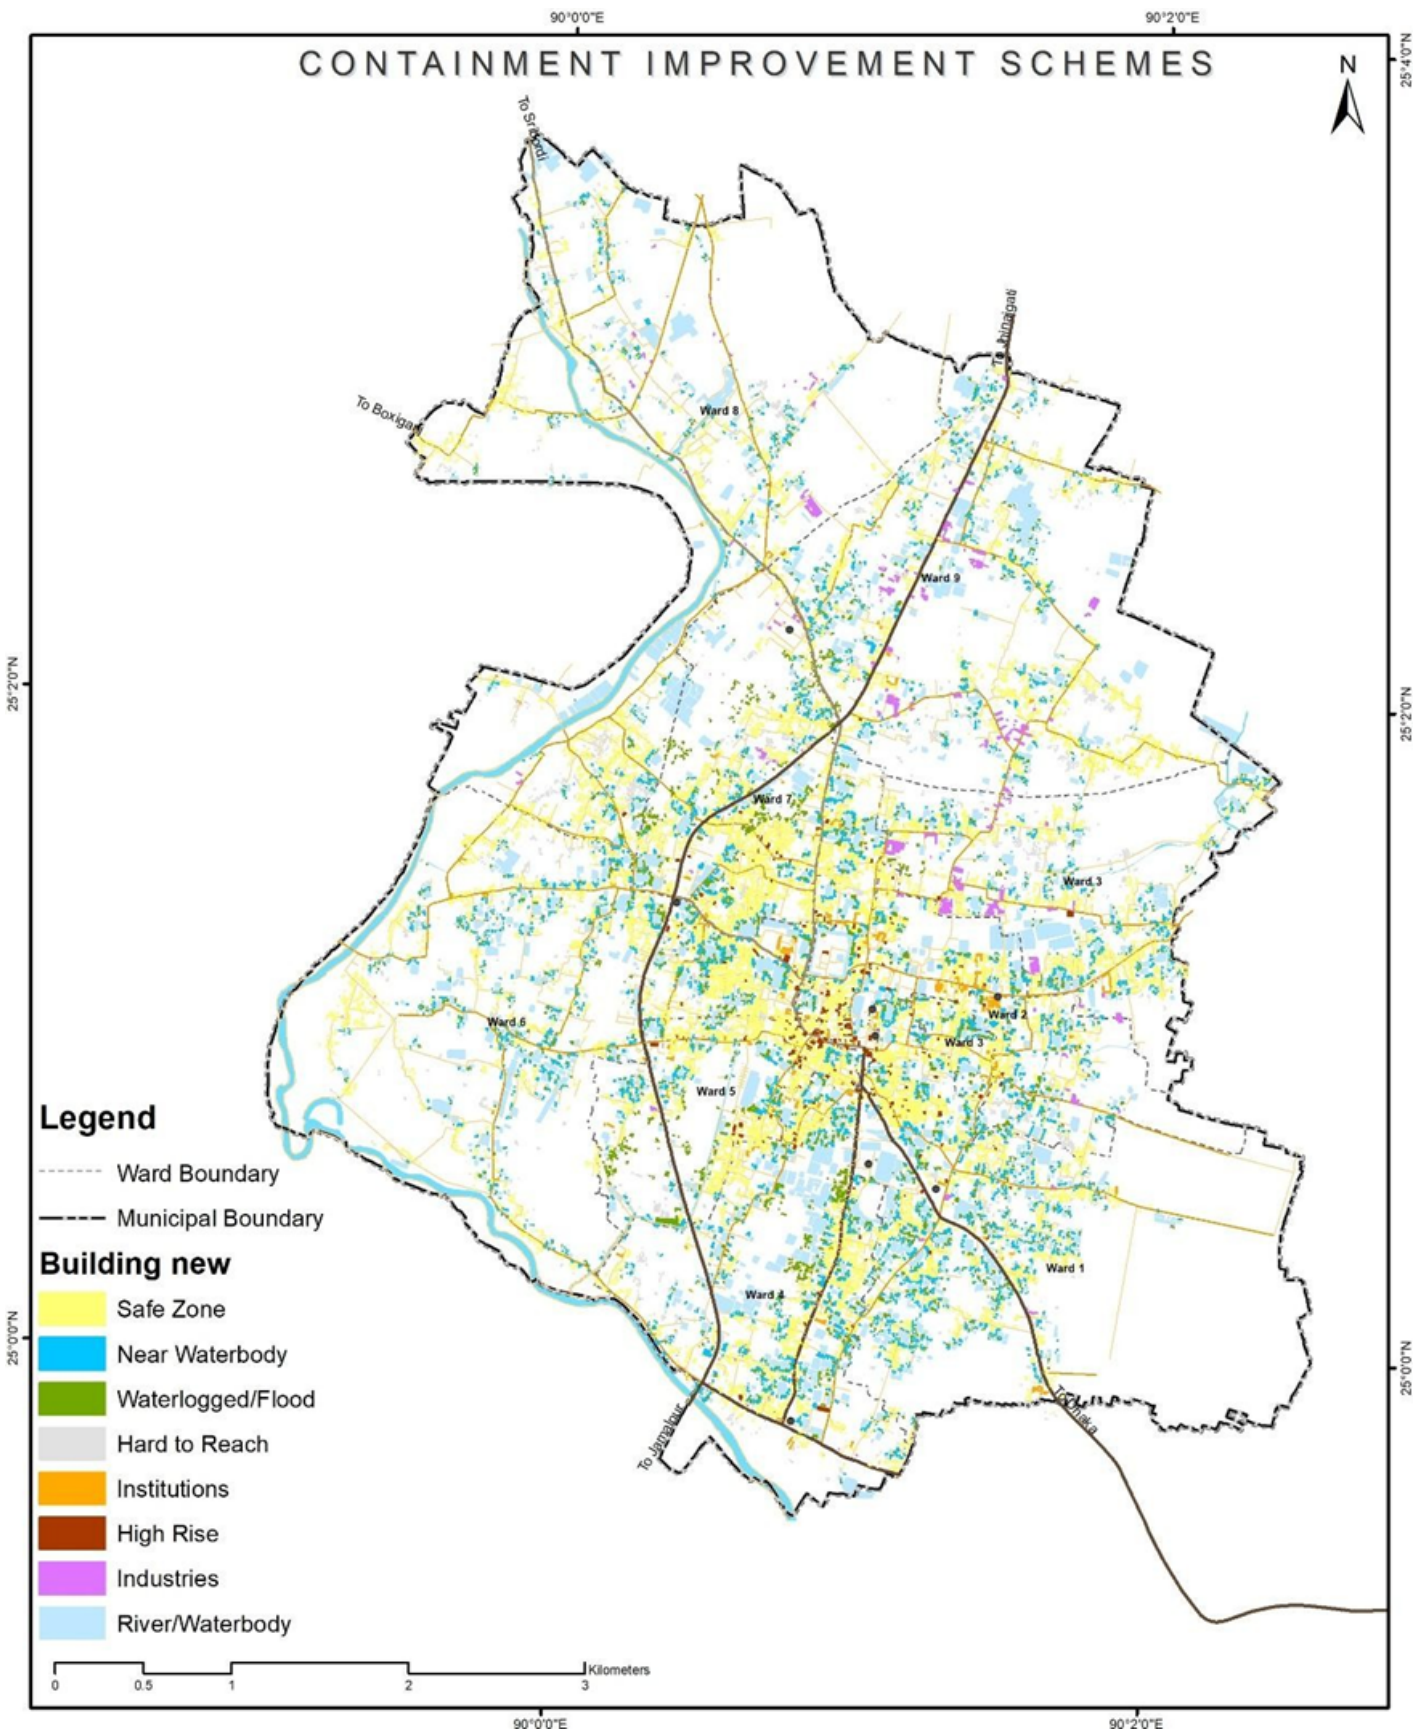 90°0'0"E
90°2'0"E
CONTAINMENT IMPROVEMENT SCHEMES
N
25°4'0"N
To Sribordi
To Jhinaigati
To Boxiganj
Ward 8
Ward 9
25°2'0"N
25°2'0"N
Ward 7
Ward 3
Ward 6
Ward 2
Ward 3
Ward 5
Ward 1
Ward 4
25°0'0"N
25°0'0"N
To Jamalpur
To Dhaka
Legend
Ward Boundary
Municipal Boundary
Building new
Safe Zone
Near Waterbody
Waterlogged/Flood
Hard to Reach
Institutions
High Rise
Industries
River/Waterbody
Kilometers
0 0.5 1 2 3
90°0'0"E
90°2'0"E